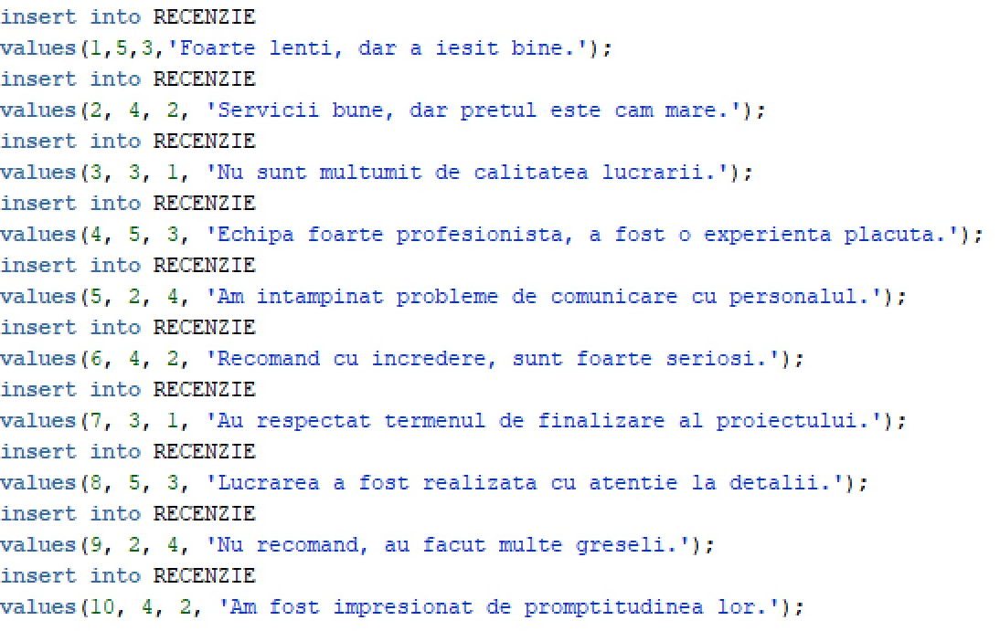 insert into RECENZIE
values(1,5,3,'Foarte lenti, dar a iesit bine.');
insert into RECENZIE
values(2, 4, 2, 'Servicii bune, dar pretul este cam mare.');
insert into RECENZIE
values(3, 3, 1, 'Nu sunt multumit de calitatea lucrarii.');
insert into RECENZIE
values(4, 5, 3, 'Echipa foarte profesionista, a fost o experienta placuta.');
insert into RECENZIE
values(5, 2, 4, 'Am intampinat probleme de comunicare cu personalul.');
insert into RECENZIE
values(6, 4, 2, 'Recomand cu incredere, sunt foarte seriosi.');
insert into RECENZIE
values(7, 3, 1, 'Au respectat termenul de finalizare al proiectului.');
insert into RECENZIE
values(8, 5, 3, 'Lucrarea a fost realizata cu atentie la detalii.');
insert into RECENZIE
values(9, 2, 4, 'Nu recomand, au facut multe greseli.');
insert into RECENZIE
values(10, 4, 2, 'Am fost impresionat de promptitudinea lor.');